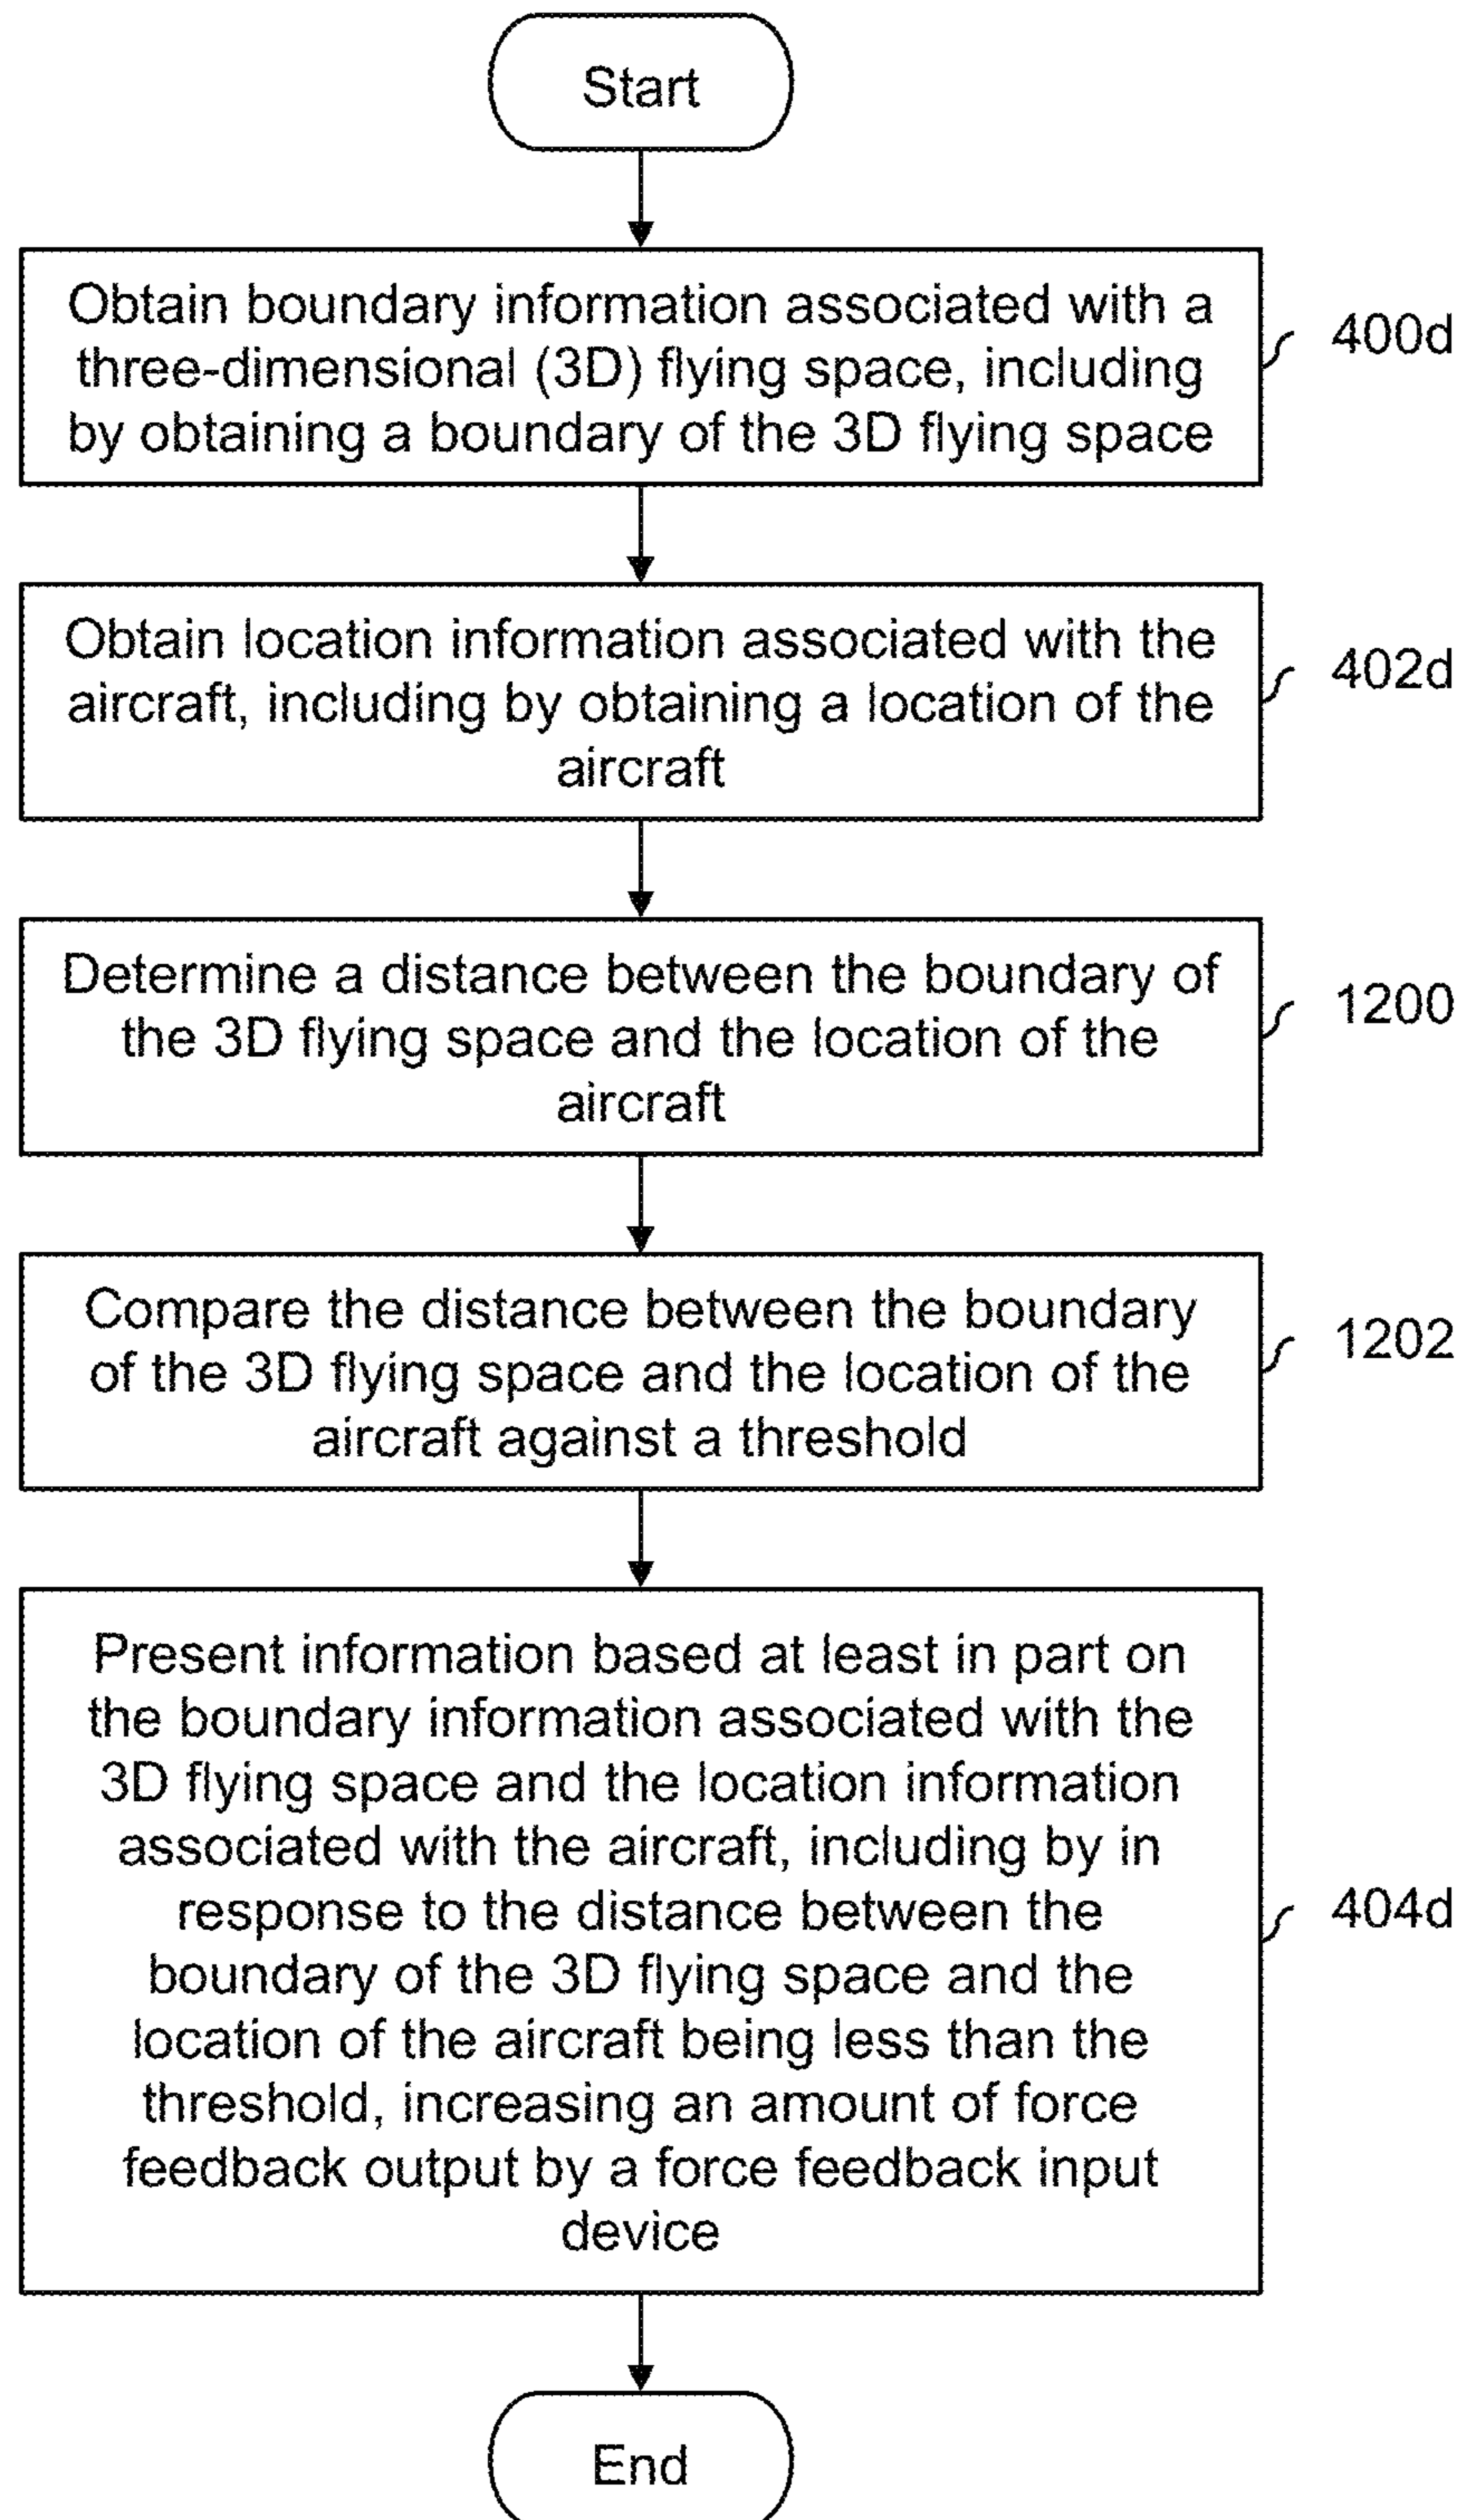 Start
Obtain boundary information associated with a
three-dimensional (3D) flying space, including
by obtaining a boundary of the 3D flying space
400d
Obtain location information associated with the
aircraft, including by obtaining a location of the
aircraft
402d
Determine a distance between the boundary of
the 3D flying space and the location of the
aircraft
1200
Compare the distance between the boundary
of the 3D flying space and the location of the
aircraft against a threshold
1202
Present information based at least in part on
the boundary information associated with the
3D flying space and the location information
associated with the aircraft, including by in
response to the distance between the
boundary of the 3D flying space and the
location of the aircraft being less than the
threshold, increasing an amount of force
feedback output by a force feedback input
device
404d
End